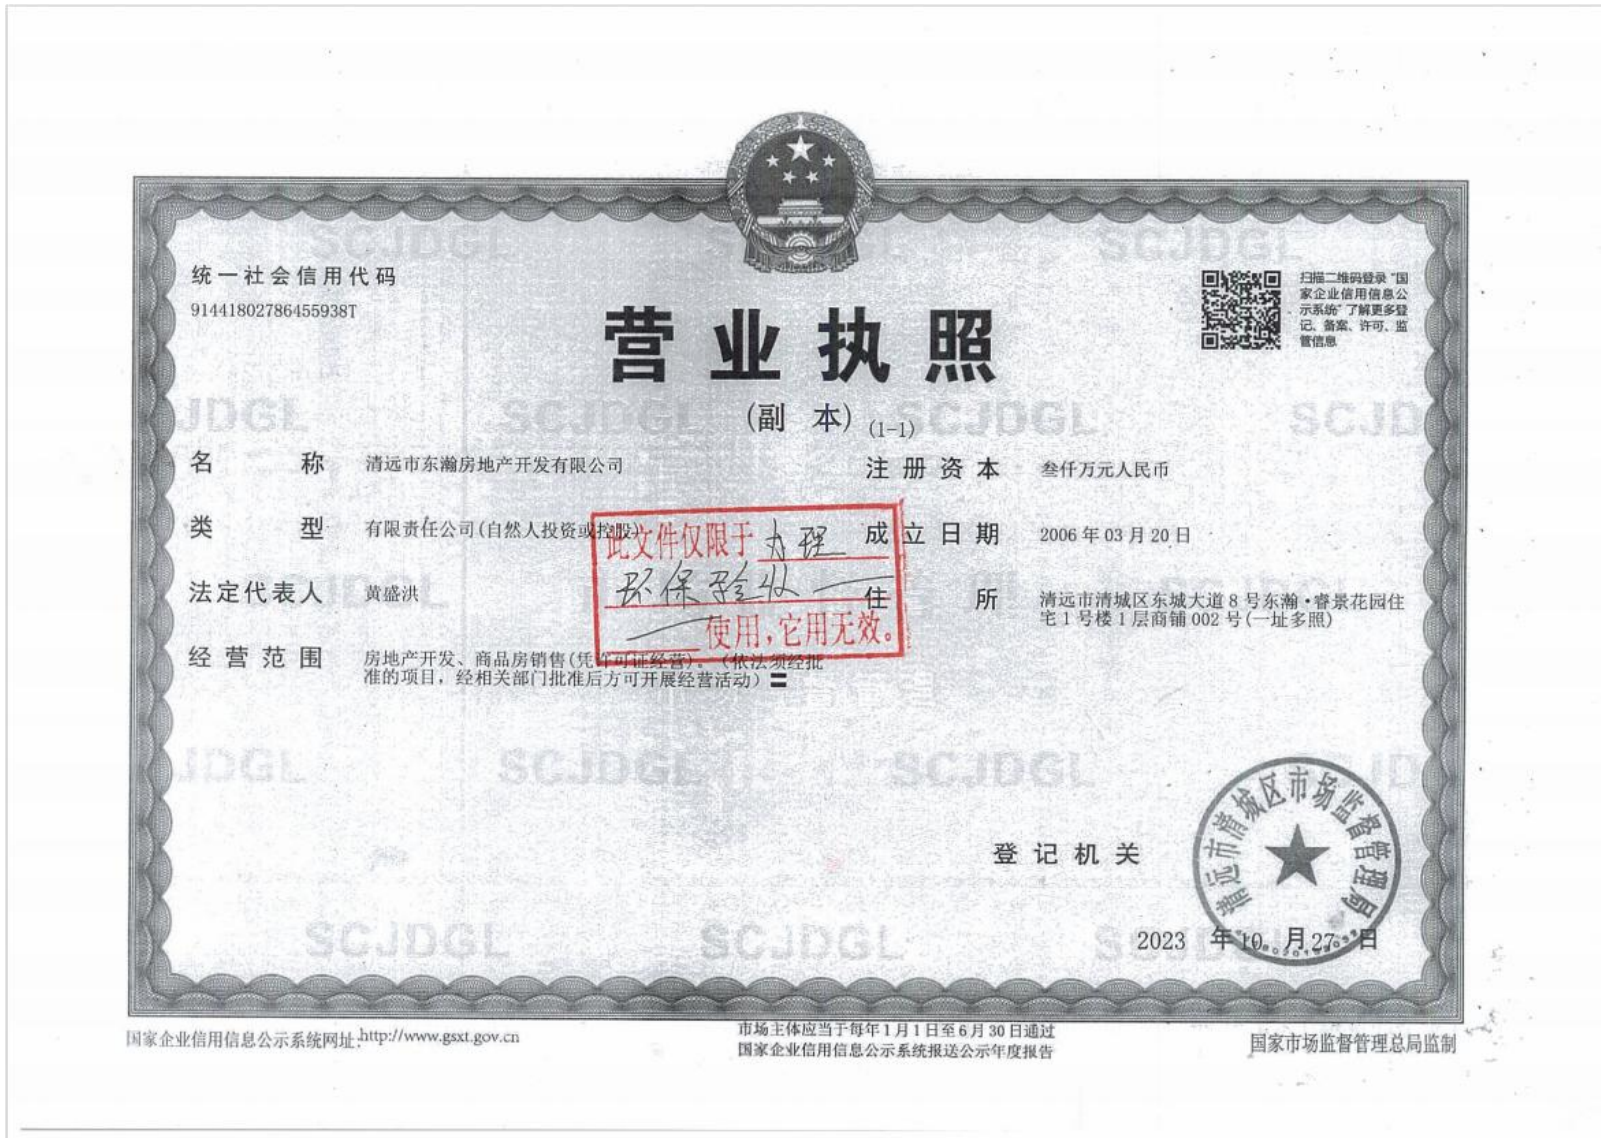 统一社会信用代码
91441802786455938T
营业执照
(副 本) (1-1)
扫描二维码登录“国
家企业信用信息公
示系统”了解更多登
记、备案、许可、监
管信息
名 称 清远市东瀚房地产开发有限公司
类 型 有限责任公司(自然人投资或控股)
法定代表人 黄盛洪
经营范围 房地产开发、商品房销售(凭许可证经营)。(依法须经批
准的项目，经相关部门批准后方可开展经营活动)〓
注册资本 叁仟万元人民币
成立日期 2006年03月20日
住 所 清远市清城区东城大道8号东瀚·睿景花园住
宅1号楼1层商铺002号(一址多照)
此文件仅限于 办理
环保验收
使用，它用无效。
登记机关
清远市清城区市场监督管理局
2023 年10 月27 日
国家企业信用信息公示系统网址：http://www.gsxt.gov.cn
市场主体应当于每年1月1日至6月30日通过
国家企业信用信息公示系统报送公示年度报告
国家市场监督管理总局监制
SCJDGL